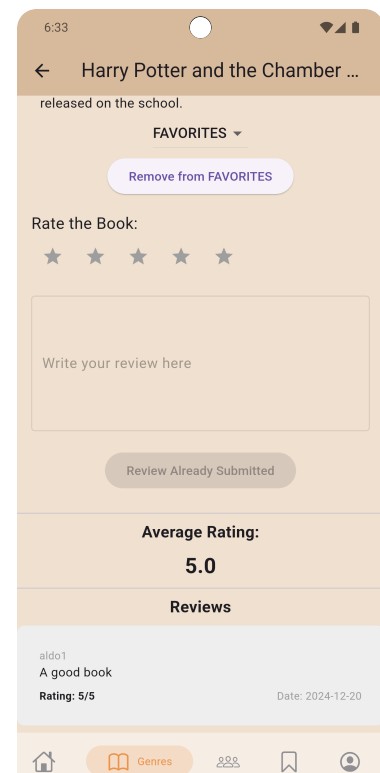 6:33
Harry Potter and the Chamber ...
released on the school.
FAVORITES
Remove from FAVORITES
Rate the Book:
Write your review here
Review Already Submitted
Average Rating:
5.0
Reviews
aldo1
A good book
Rating: 5/5 Date: 2024-12-20
Genres